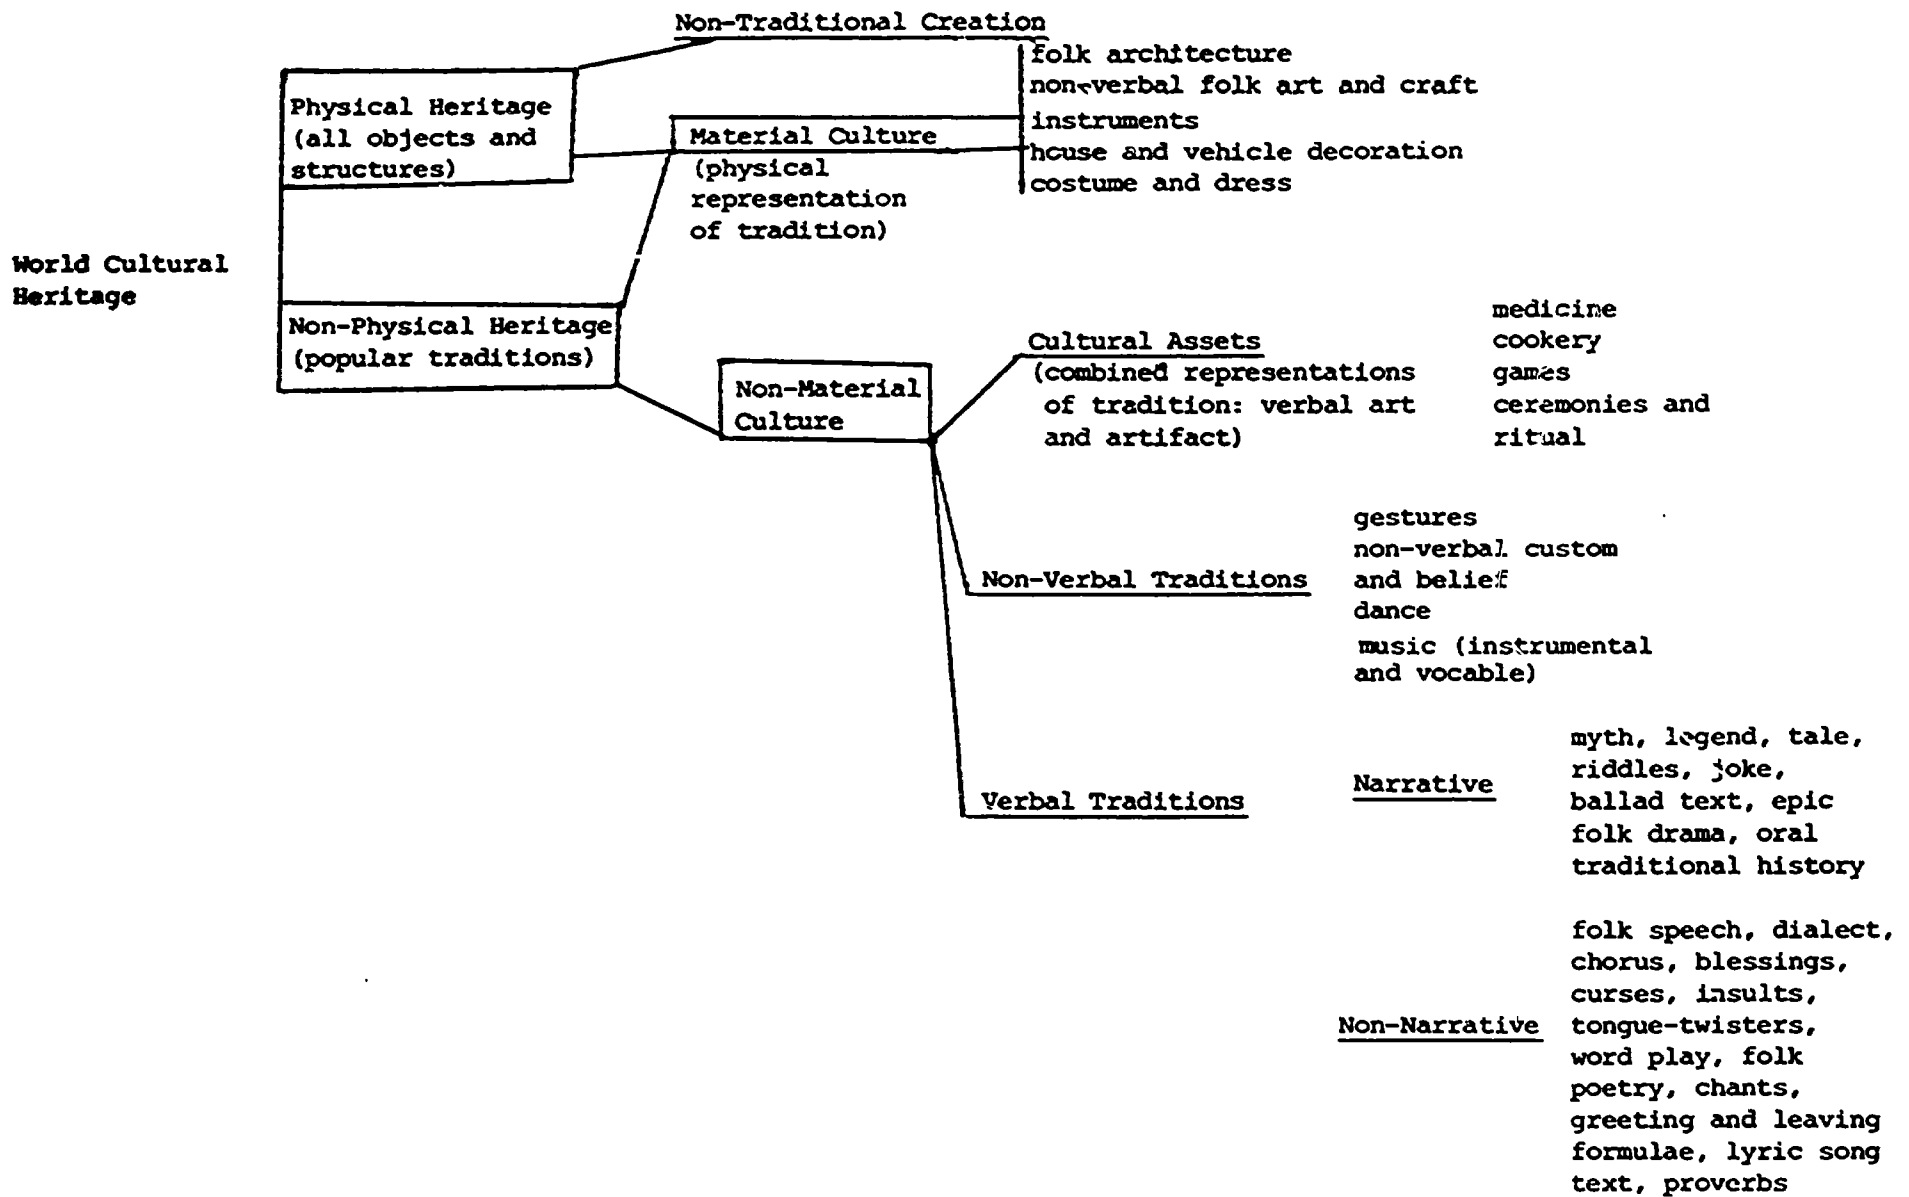 Non-Traditional Creation
folk architecture
non-verbal folk art and craft
instruments
house and vehicle decoration
costume and dress
Physical Heritage
(all objects and
structures)
Material Culture
(physical
representation
of tradition)
World Cultural
Heritage
Non-Physical Heritage
(popular traditions)
Non-Material
Culture
Cultural Assets
(combined representations
of tradition: verbal art
and artifact)
medicine
cookery
games
ceremonies and
ritual
Non-Verbal Traditions
gestures
non-verbal custom
and belief
dance
music (instrumental
and vocable)
Verbal Traditions
Narrative
myth, legend, tale,
riddles, joke,
ballad text, epic
folk drama, oral
traditional history
Non-Narrative
folk speech, dialect,
chorus, blessings,
curses, insults,
tongue-twisters,
word play, folk
poetry, chants,
greeting and leaving
formulae, lyric song
text, proverbs